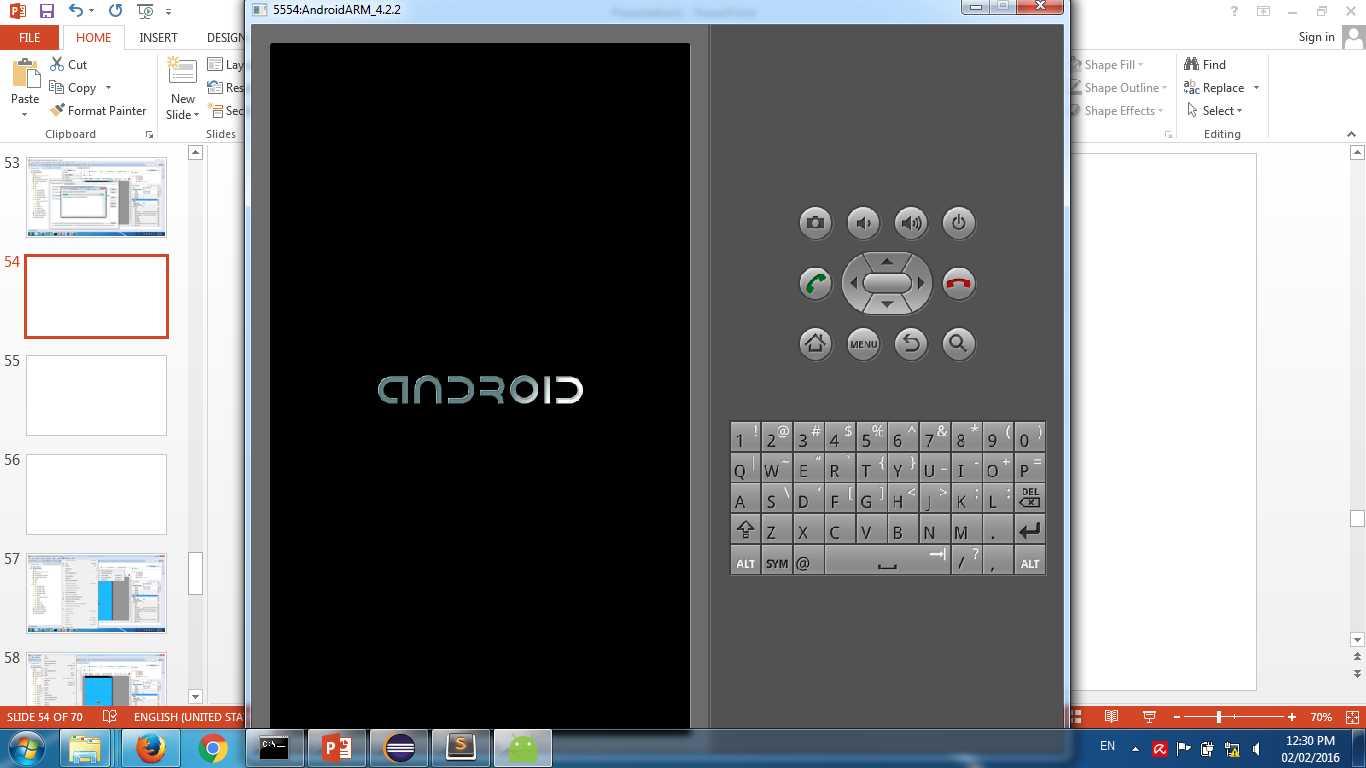 5554:AndroidARM_4.2.2
FILE
HOME
INSERT
DESIGN
Sign in
Paste
Cut
Copy
Format Painter
Clipboard
New
Slide
Slides
Shape Fill
Shape Outline
Shape Effects
Find
Replace
Select
Editing
53
54
55
56
57
58
ANDROID
MENU
1 ! 2 @ 3 # 4 $ 5 % 6 ^ 7 & 8 * 9 ( 0 )
Q | W ~ E " R ` T { Y } U _ I - O + P =
A S \ D ' F [ G ] H < J > K ; L : DEL
Z X C V B N M .
ALT SYM @ / ? , ALT
SLIDE 54 OF 70
ENGLISH (UNITED STA
70%
C:\
EN
12:30 PM
02/02/2016